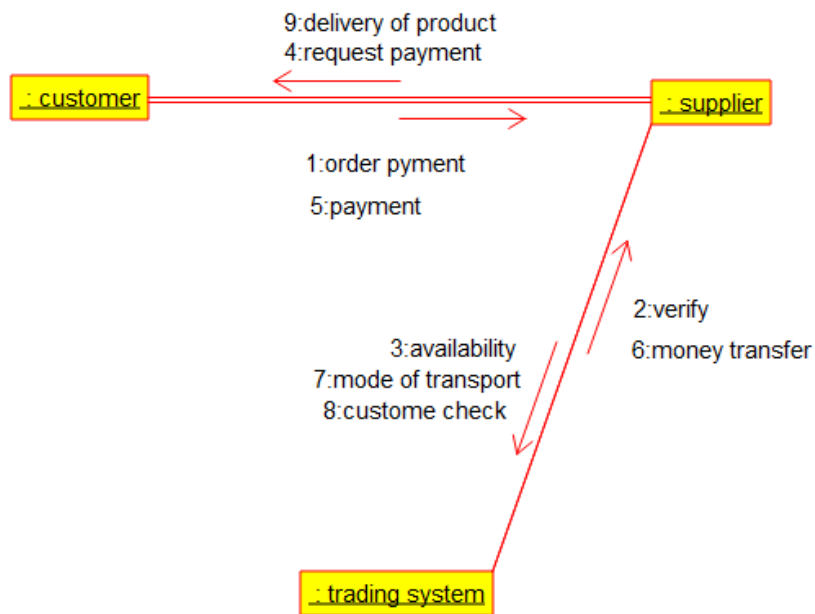 9:delivery of product
4:request payment
: customer
: supplier
1:order pyment
5:payment
2:verify
3:availability
6:money transfer
7:mode of transport
8:custome check
: trading system